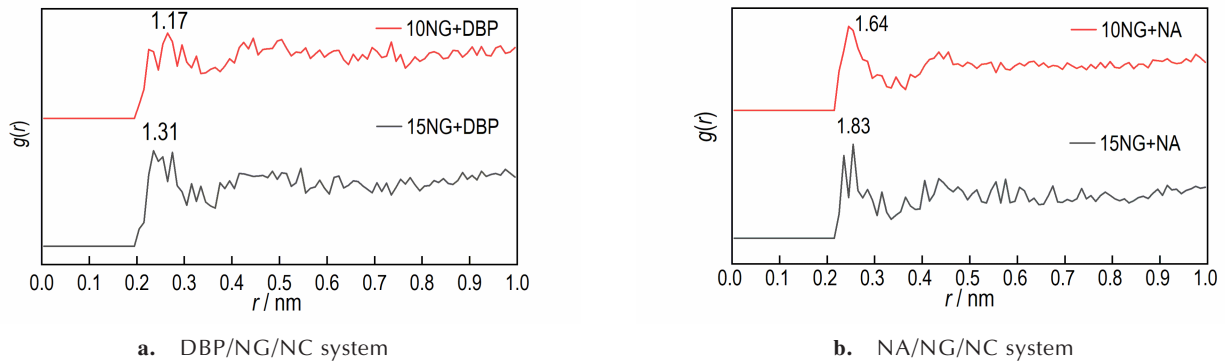 1.17
10NG+DBP
1.31
15NG+DBP
g(r)
0.0 0.1 0.2 0.3 0.4 0.5 0.6 0.7 0.8 0.9 1.0
r / nm
a. DBP/NG/NC system
1.64
10NG+NA
1.83
15NG+NA
g(r)
0.0 0.1 0.2 0.3 0.4 0.5 0.6 0.7 0.8 0.9 1.0
r / nm
b. NA/NG/NC system